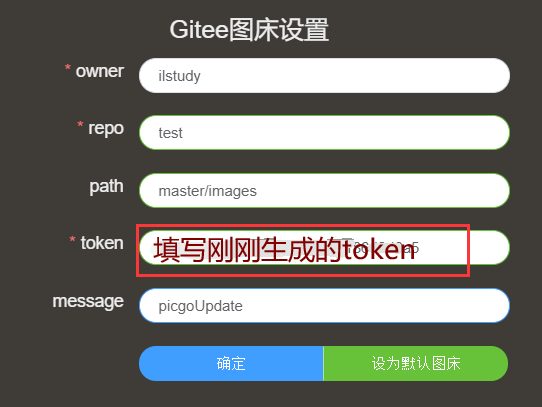 Gitee图床设置
* owner
ilstudy
* repo
test
path
master/images
* token
填写刚刚生成的token
message
picgoUpdate
确定
设为默认图床